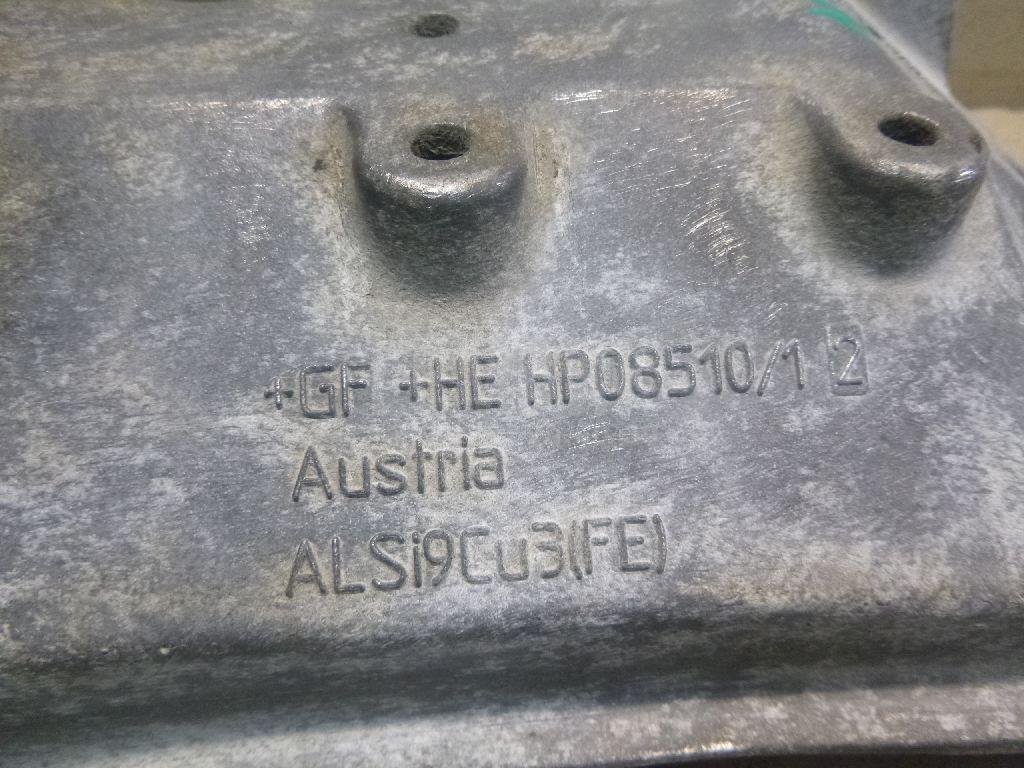 +GF +HE HP08510/1 2
Austria
ALSi9Cu3(FE)